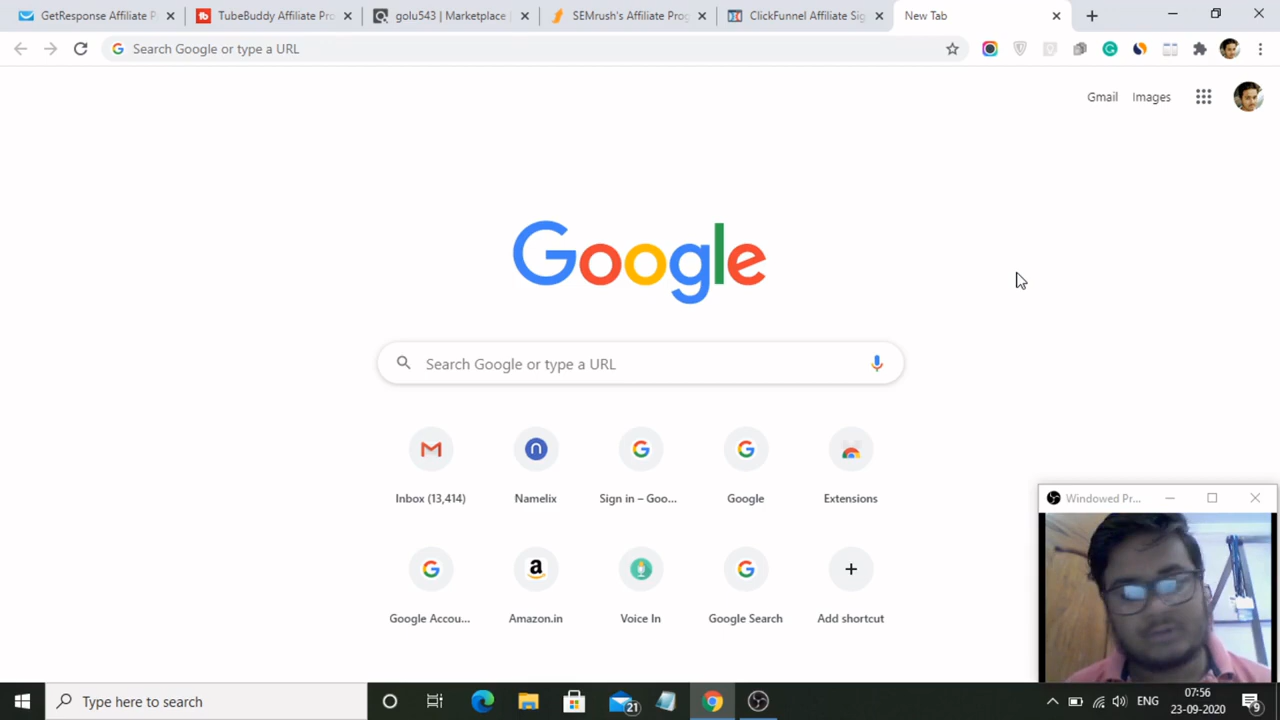 GetResponse Affiliate P
TubeBuddy Affiliate Pro
golu543 | Marketplace
SEMrush's Affiliate Prog
ClickFunnel Affiliate Sig
New Tab
Search Google or type a URL
Gmail
Images
Google
Search Google or type a URL
Inbox (13,414)
Namelix
Sign in – Goo...
Google
Extensions
Google Accou...
Amazon.in
Voice In
Google Search
Add shortcut
Windowed Pr...
Type here to search
21
ENG
07:56
23-09-2020
9